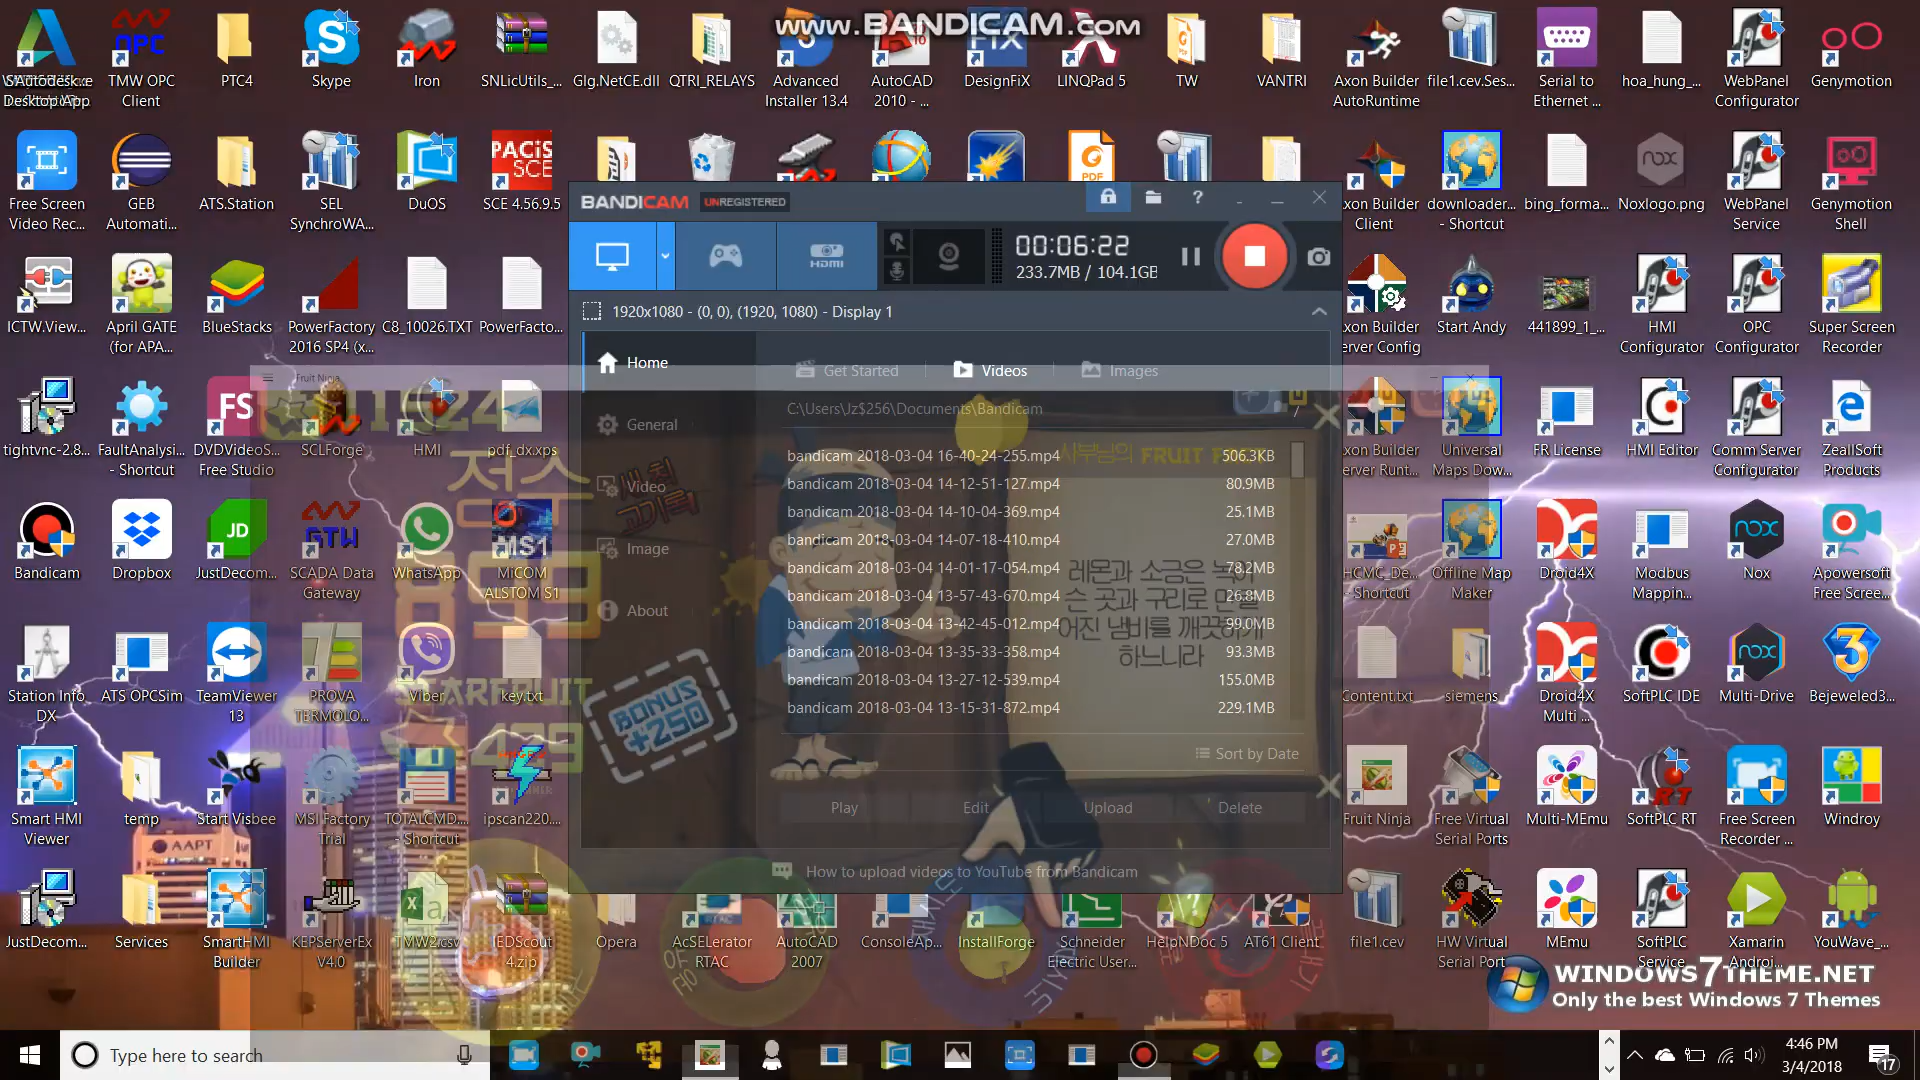 www.BANDICAM.com
TMW OPC Client
PTC4
Skype
Iron
SNLicUtils_...
Glg.NetCE.dll
QTRI_RELAYS
Advanced Installer 13.4
AutoCAD 2010 - ...
DesignFiX
LINQPad 5
TW
VANTRI
Axon Builder AutoRuntime
file1.cev.Ses...
Serial to Ethernet ...
hoa_hung_...
WebPanel Configurator
Genymotion
Desktop App
Free Screen Video Rec...
GEB Automati...
ATS.Station
SEL SynchroWA...
DuOS
PACiS SCE
SCE 4.56.9.5
Client
downloader... - Shortcut
bing_forma...
Noxlogo.png
WebPanel Service
Genymotion Shell
BANDICAM UNREGISTERED
HDMI
00:06:22
233.7MB / 104.1GB
1920x1080 - (0, 0), (1920, 1080) - Display 1
ICTW.View...
April GATE (for APA...
BlueStacks
PowerFactory 2016 SP4 (x...
C8_10026.TXT
PowerFacto...
Start Andy
441899_1_...
HMI Configurator
OPC Configurator
Super Screen Recorder
Home
General
Video
Image
About
Get Started
Videos
Images
C:\Users\Jz$256\Documents\Bandicam
bandicam 2018-03-04 16-40-24-255.mp4 506.3KB
bandicam 2018-03-04 14-12-51-127.mp4 80.9MB
bandicam 2018-03-04 14-10-04-369.mp4 25.1MB
bandicam 2018-03-04 14-07-18-410.mp4 27.0MB
bandicam 2018-03-04 14-01-17-054.mp4 78.2MB
bandicam 2018-03-04 13-57-43-670.mp4 26.8MB
bandicam 2018-03-04 13-42-45-012.mp4 99.0MB
bandicam 2018-03-04 13-35-33-358.mp4 93.3MB
bandicam 2018-03-04 13-27-12-539.mp4 155.0MB
bandicam 2018-03-04 13-15-31-872.mp4 229.1MB
Sort by Date
Play Edit Upload Delete
How to upload videos to YouTube from Bandicam
Fruit Ninja
점수
893
STARFRUIT
BONUS +250
tightvnc-2.8...
FaultAnalysi... - Shortcut
DVDVideoS... Free Studio
SCLForge
HMI
pdf_dx.xps
Universal Maps Dow...
FR License
HMI Editor
Comm Server Configurator
ZeallSoft Products
Bandicam
Dropbox
JustDecom...
SCADA Data Gateway
WhatsApp
MiCOM ALSTOM S1
HCMC_De... - Shortcut
Offline Map Maker
Droid4X
Modbus Mappin...
Nox
Apowersoft Free Scree...
Station Info DX
ATS OPCSim
TeamViewer 13
PROVA TERMOLO...
Viber
key.txt
Content.txt
siemens
Droid4X Multi ...
SoftPLC IDE
Multi-Drive
Bejeweled3...
Smart HMI Viewer
temp
Start Visbee
MSI Factory Trial
TOTALCMD... - Shortcut
ipscan220....
Fruit Ninja
Free Virtual Serial Ports
Multi-MEmu
SoftPLC RT
Free Screen Recorder ...
Windroy
AAPT
JustDecom...
Services
SmartHMI Builder
KEPServerEx V4.0
TMW2.csv
IEDScout 4.zip
Opera
AcSELerator RTAC
AutoCAD 2007
ConsoleAp...
InstallForge
Schneider Electric User...
HelpNDoc 5
AT61 Client
file1.cev
HW Virtual Serial Port
MEmu
SoftPLC Service
Xamarin Androi...
YouWave_...
WINDOWS7THEME.NET
Only the best Windows 7 Themes
Type here to search
4:46 PM
3/4/2018
17